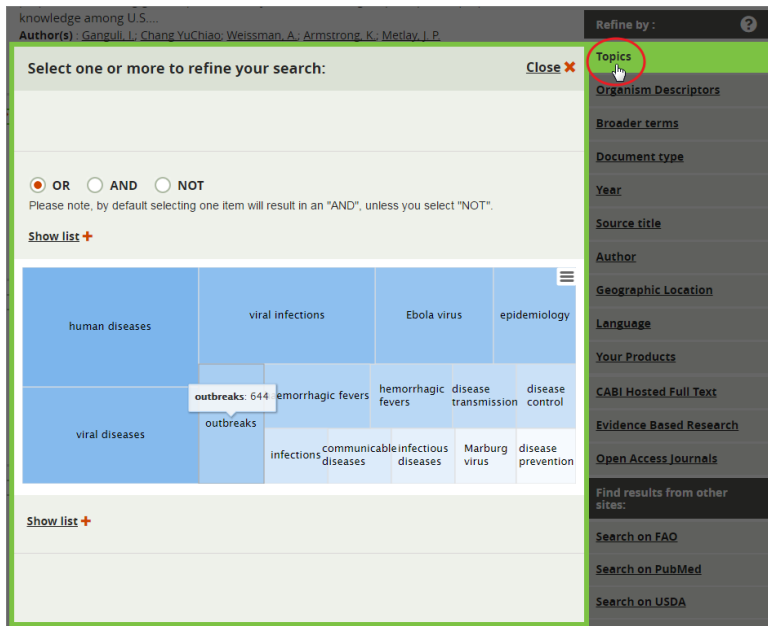 knowledge among U.S....
Author(s) : Ganguli, I.; Chang YuChiao; Weissman, A.; Armstrong, K.; Metlay, J. P.
Select one or more to refine your search:
Close ✖
OR AND NOT
Please note, by default selecting one item will result in an "AND", unless you select "NOT".
Show list +
human diseases
viral infections
Ebola virus
epidemiology
viral diseases
outbreaks: 644
outbreaks
emorrhagic fevers
hemorrhagic
fevers
disease
transmission
disease
control
infections
communicable
diseases
infectious
diseases
Marburg
virus
disease
prevention
Show list +
Refine by :
?
Topics
Organism Descriptors
Broader terms
Document type
Year
Source title
Author
Geographic Location
Language
Your Products
CABI Hosted Full Text
Evidence Based Research
Open Access Journals
Find results from other
sites:
Search on FAO
Search on PubMed
Search on USDA